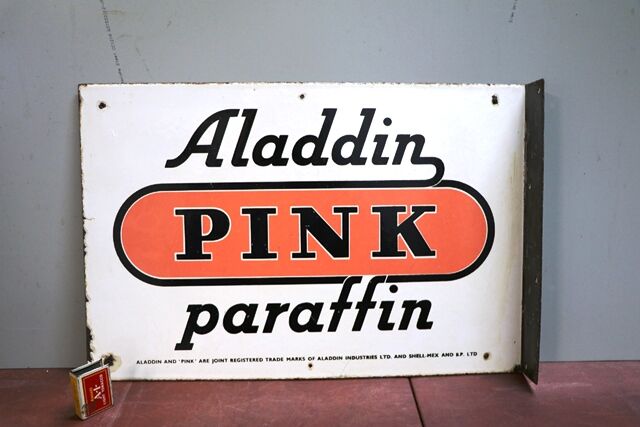 Aladdin
PINK
paraffin
ALADDIN AND 'PINK' ARE JOINT REGISTERED TRADE MARKS OF ALADDIN INDUSTRIES LTD. AND SHELL-MEX AND B.P. LTD